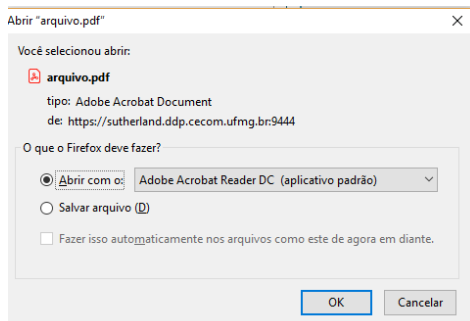 Abrir "arquivo.pdf"
Você selecionou abrir:
arquivo.pdf
tipo: Adobe Acrobat Document
de: https://sutherland.ddp.cecom.ufmg.br:9444
O que o Firefox deve fazer?
Abrir com o: Adobe Acrobat Reader DC (aplicativo padrão)
Salvar arquivo (D)
Fazer isso automaticamente nos arquivos como este de agora em diante.
OK Cancelar